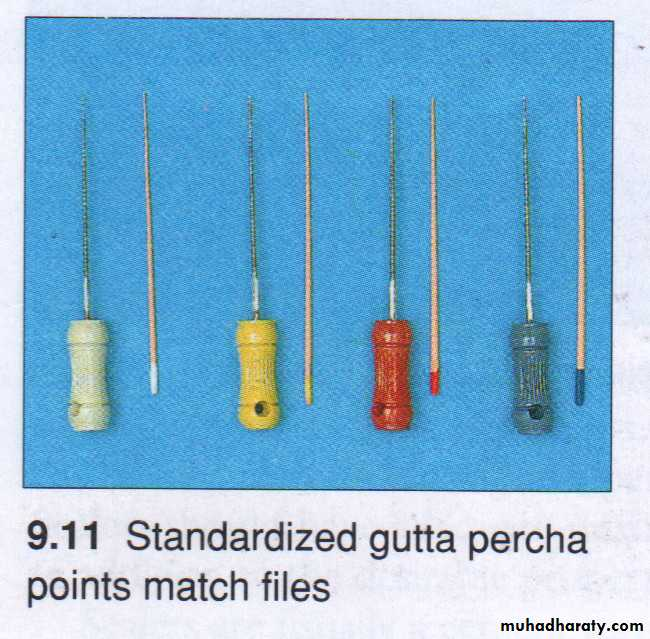 9.11 Standardized gutta percha
points match files
muhadharaty.com